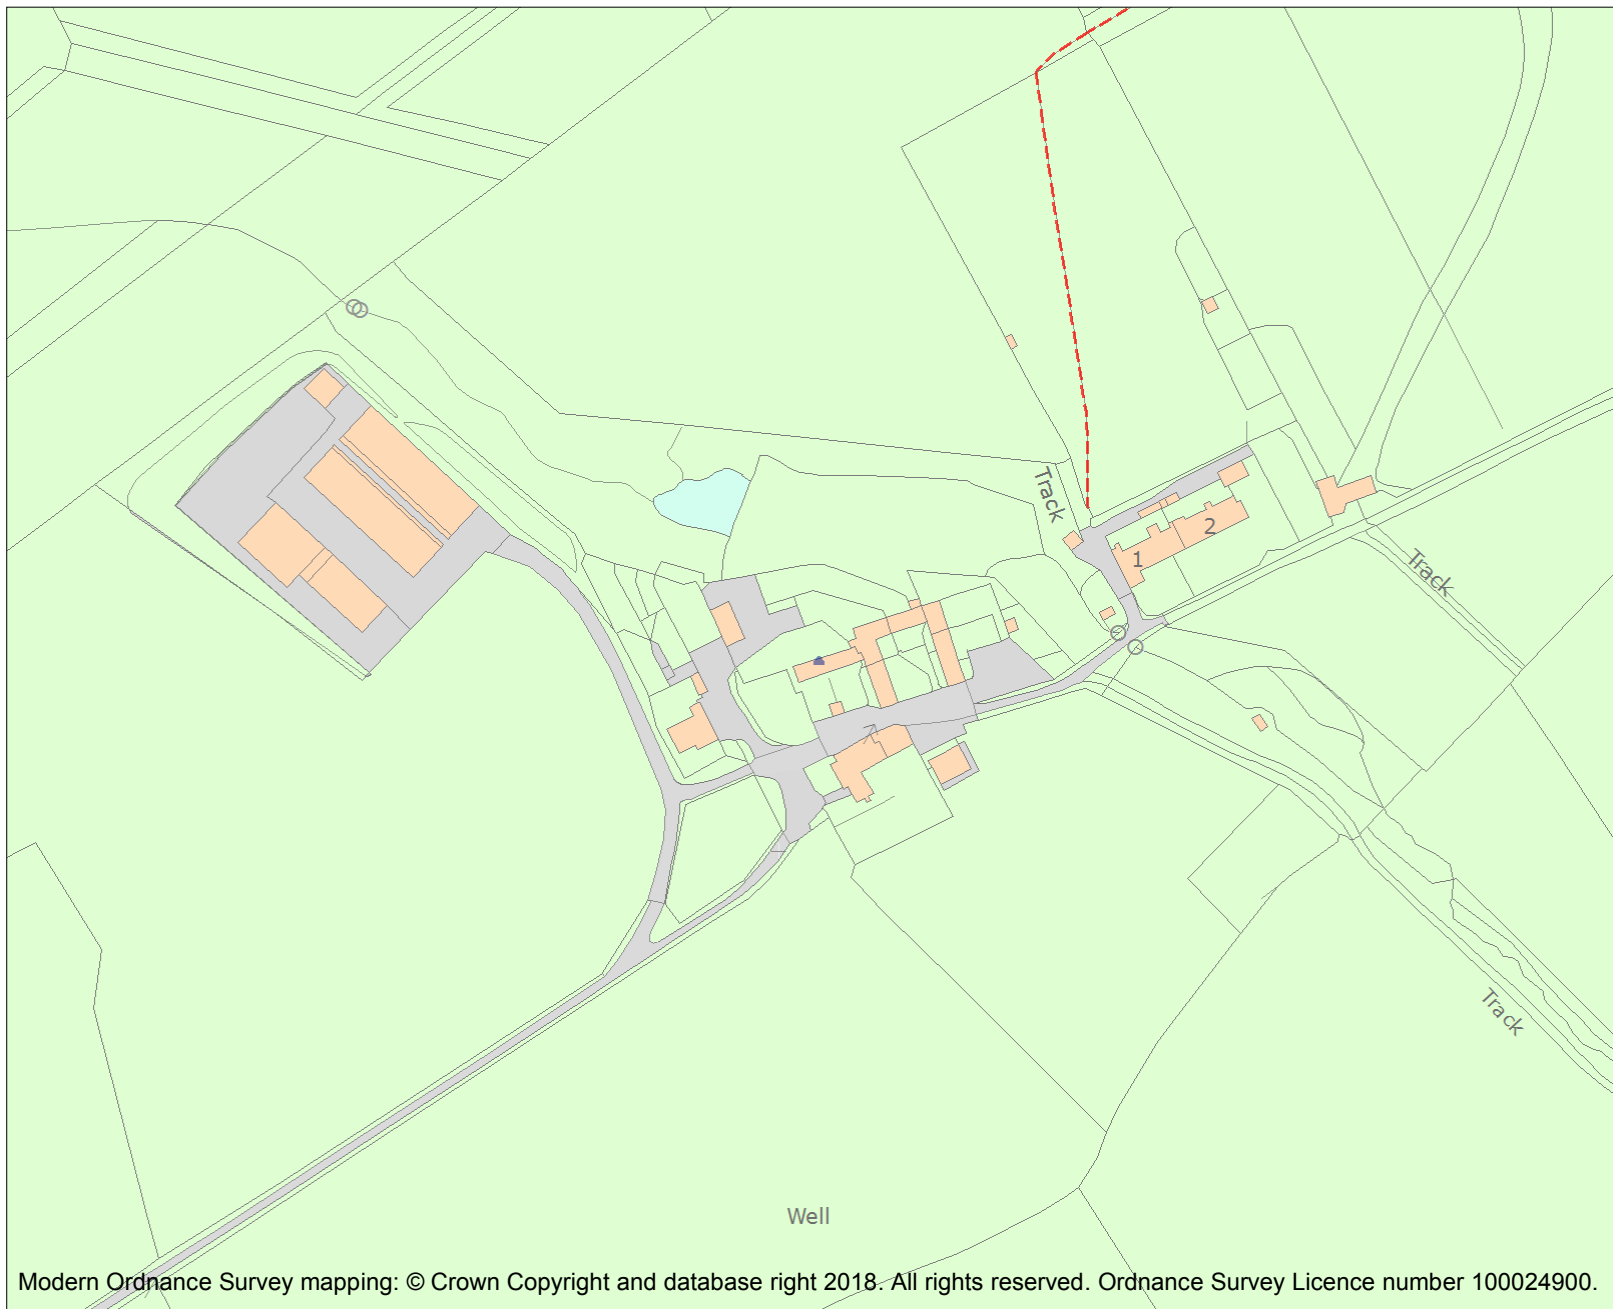 Track
2
1
Track
Track
Well
Modern Ordnance Survey mapping: © Crown Copyright and database right 2018. All rights reserved. Ordnance Survey Licence number 100024900.